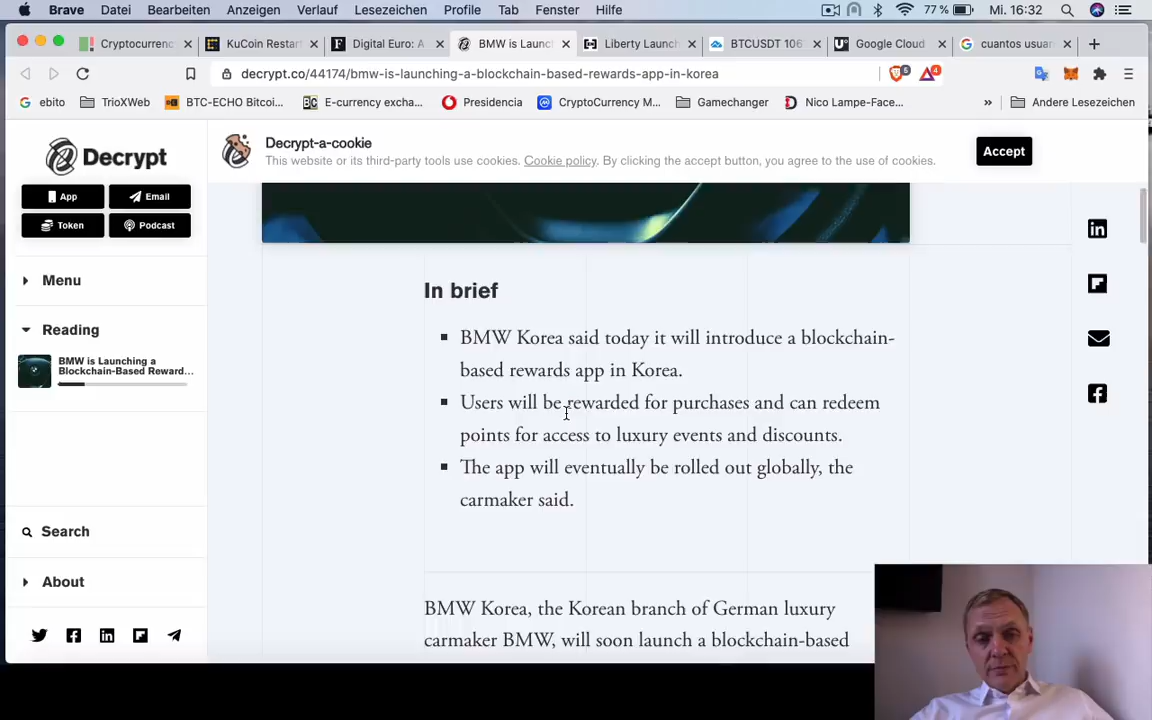 Brave Datei Bearbeiten Anzeigen Verlauf Lesezeichen Profile Tab Fenster Hilfe 77 % Mi. 16:32
Cryptocurrenc KuCoin Restar Digital Euro: A BMW is Launc Liberty Launch BTCUSDT 106 Google Cloud cuantos usuar
decrypt.co/44174/bmw-is-launching-a-blockchain-based-rewards-app-in-korea
ebito TrioXWeb BTC-ECHO Bitcoi... E-currency excha... Presidencia CryptoCurrency M... Gamechanger Nico Lampe-Face... » Andere Lesezeichen
Decrypt
App Email
Token Podcast
Menu
Reading
BMW is Launching a
Blockchain-Based Reward...
Search
About
Decrypt-a-cookie
This website or its third-party tools use cookies. Cookie policy. By clicking the accept button, you agree to the use of cookies.
Accept
In brief
BMW Korea said today it will introduce a blockchain-
based rewards app in Korea.
Users will be rewarded for purchases and can redeem
points for access to luxury events and discounts.
The app will eventually be rolled out globally, the
carmaker said.
BMW Korea, the Korean branch of German luxury
carmaker BMW, will soon launch a blockchain-based